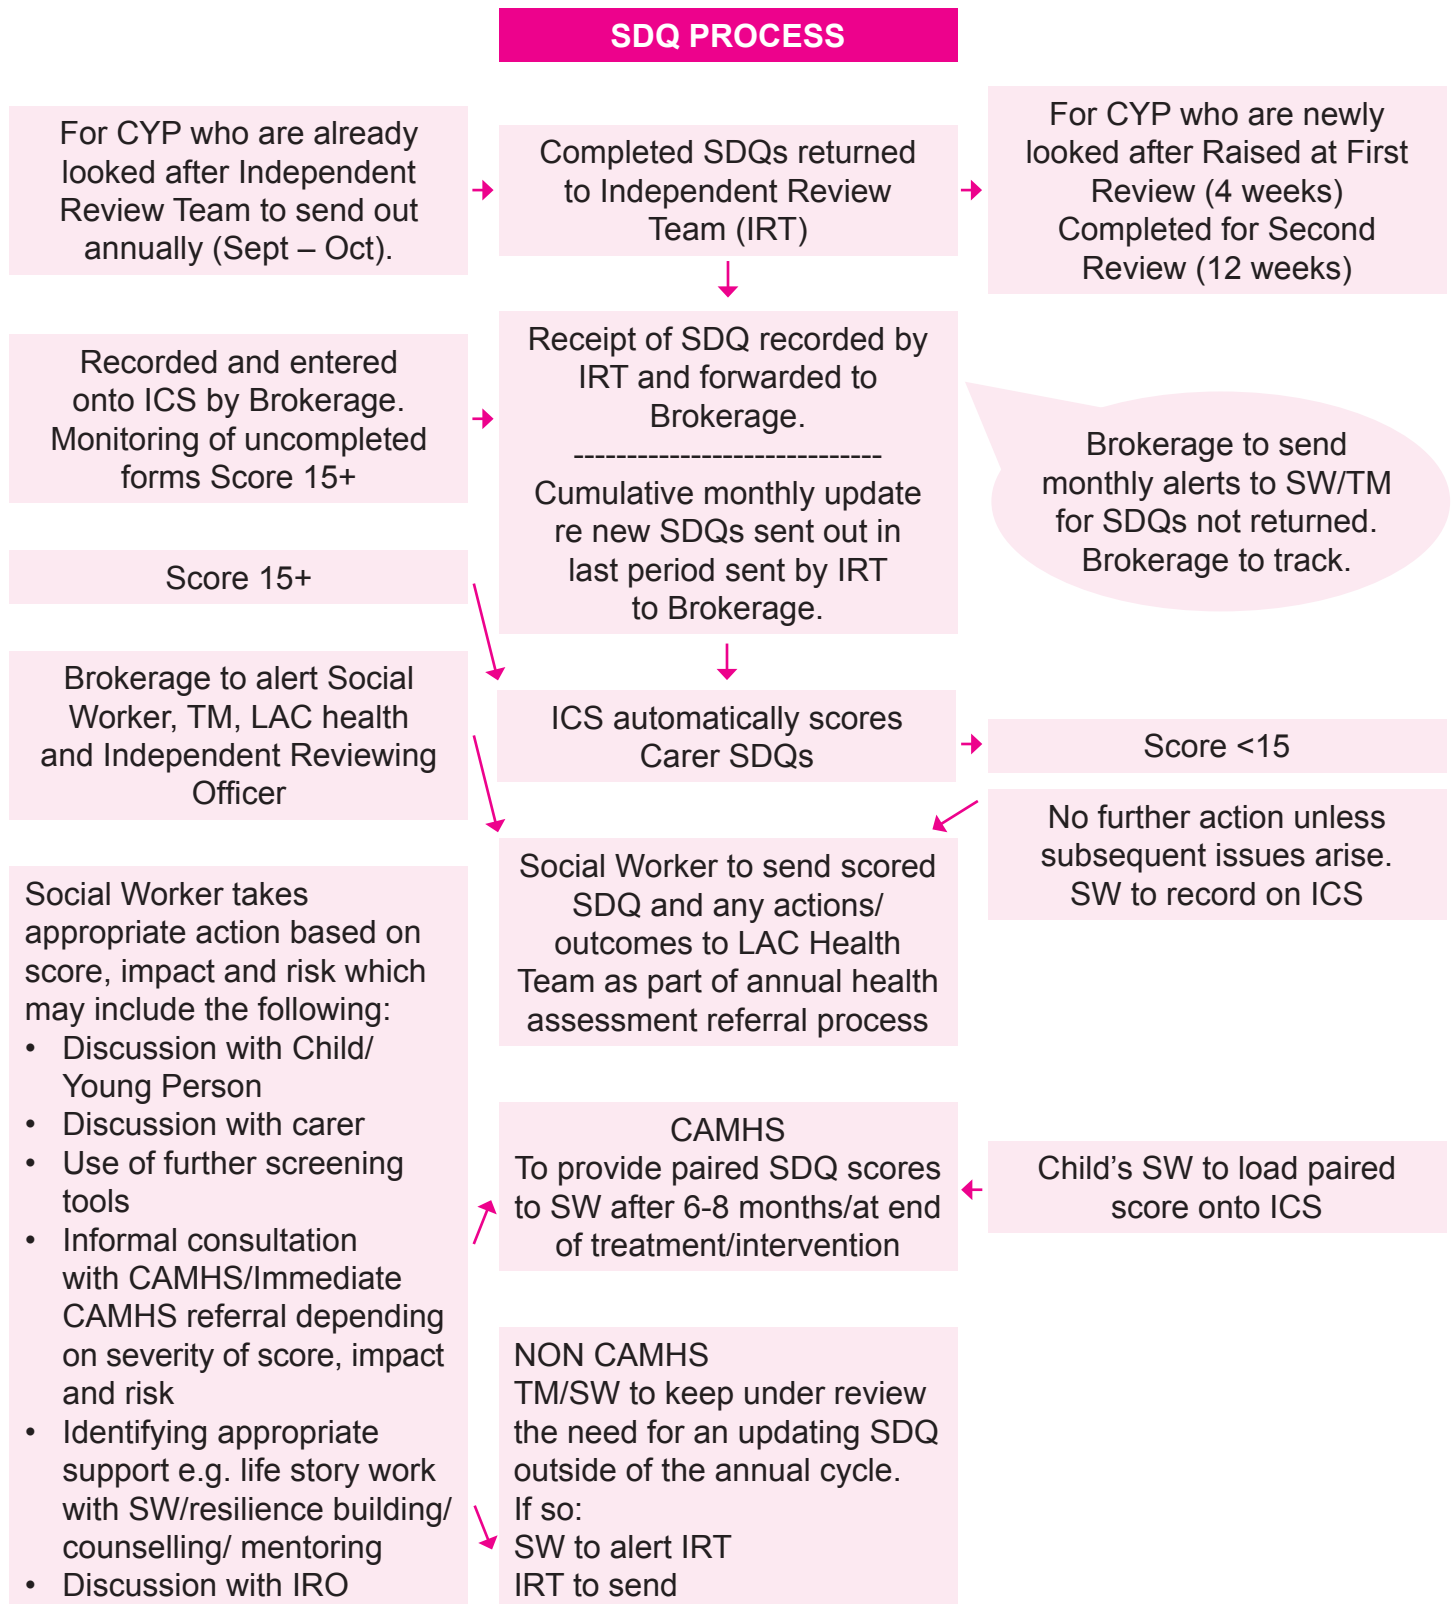 SDQ PROCESS
For CYP who are already
looked after Independent
Review Team to send out
annually (Sept – Oct).
Completed SDQs returned
to Independent Review
Team (IRT)
For CYP who are newly
looked after Raised at First
Review (4 weeks)
Completed for Second
Review (12 weeks)
Recorded and entered
onto ICS by Brokerage.
Monitoring of uncompleted
forms Score 15+
Receipt of SDQ recorded by
IRT and forwarded to
Brokerage.
-----------------------------
Cumulative monthly update
re new SDQs sent out in
last period sent by IRT
to Brokerage.
Brokerage to send
monthly alerts to SW/TM
for SDQs not returned.
Brokerage to track.
Score 15+
Brokerage to alert Social
Worker, TM, LAC health
and Independent Reviewing
Officer
ICS automatically scores
Carer SDQs
Score <15
No further action unless
subsequent issues arise.
SW to record on ICS
Social Worker takes
appropriate action based on
score, impact and risk which
may include the following:
• Discussion with Child/
Young Person
• Discussion with carer
• Use of further screening
tools
• Informal consultation
with CAMHS/Immediate
CAMHS referral depending
on severity of score, impact
and risk
• Identifying appropriate
support e.g. life story work
with SW/resilience building/
counselling/ mentoring
• Discussion with IRO
Social Worker to send scored
SDQ and any actions/
outcomes to LAC Health
Team as part of annual health
assessment referral process
CAMHS
To provide paired SDQ scores
to SW after 6-8 months/at end
of treatment/intervention
Child's SW to load paired
score onto ICS
NON CAMHS
TM/SW to keep under review
the need for an updating SDQ
outside of the annual cycle.
If so:
SW to alert IRT
IRT to send